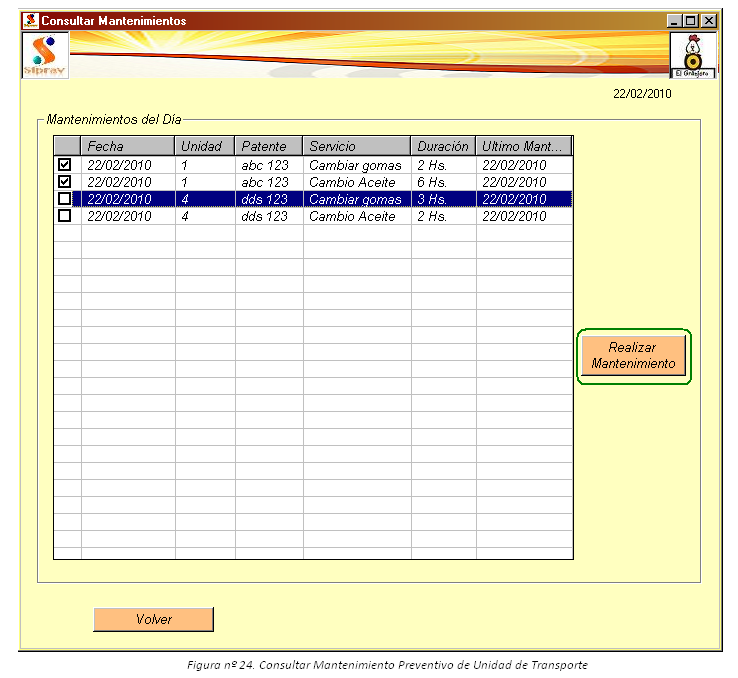 Consultar Mantenimientos
Siprav
El Gallejero
22/02/2010
Mantenimientos del Día
Fecha Unidad Patente Servicio Duración Ultimo Mant...
22/02/2010 1 abc 123 Cambiar gomas 2 Hs. 22/02/2010
22/02/2010 1 abc 123 Cambio Aceite 6 Hs. 22/02/2010
22/02/2010 4 dds 123 Cambiar gomas 3 Hs. 22/02/2010
22/02/2010 4 dds 123 Cambio Aceite 2 Hs. 22/02/2010
Realizar
Mantenimiento
Volver
Figura nº 24. Consultar Mantenimiento Preventivo de Unidad de Transporte